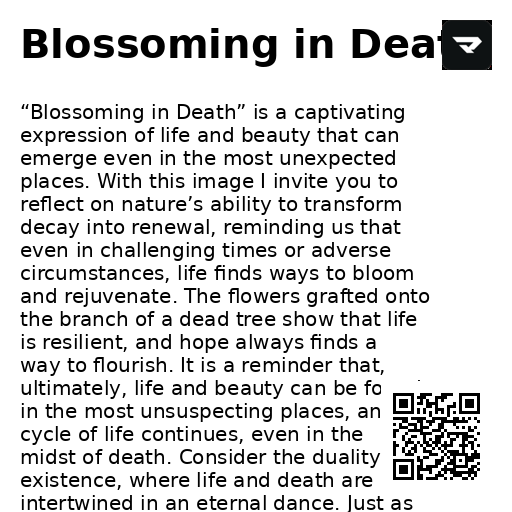 Blossoming in Deat
“Blossoming in Death” is a captivating
expression of life and beauty that can
emerge even in the most unexpected
places. With this image I invite you to
reflect on nature’s ability to transform
decay into renewal, reminding us that
even in challenging times or adverse
circumstances, life finds ways to bloom
and rejuvenate. The flowers grafted onto
the branch of a dead tree show that life
is resilient, and hope always finds a
way to flourish. It is a reminder that,
ultimately, life and beauty can be fo
in the most unsuspecting places, an
cycle of life continues, even in the
midst of death. Consider the duality
existence, where life and death are
intertwined in an eternal dance. Just as